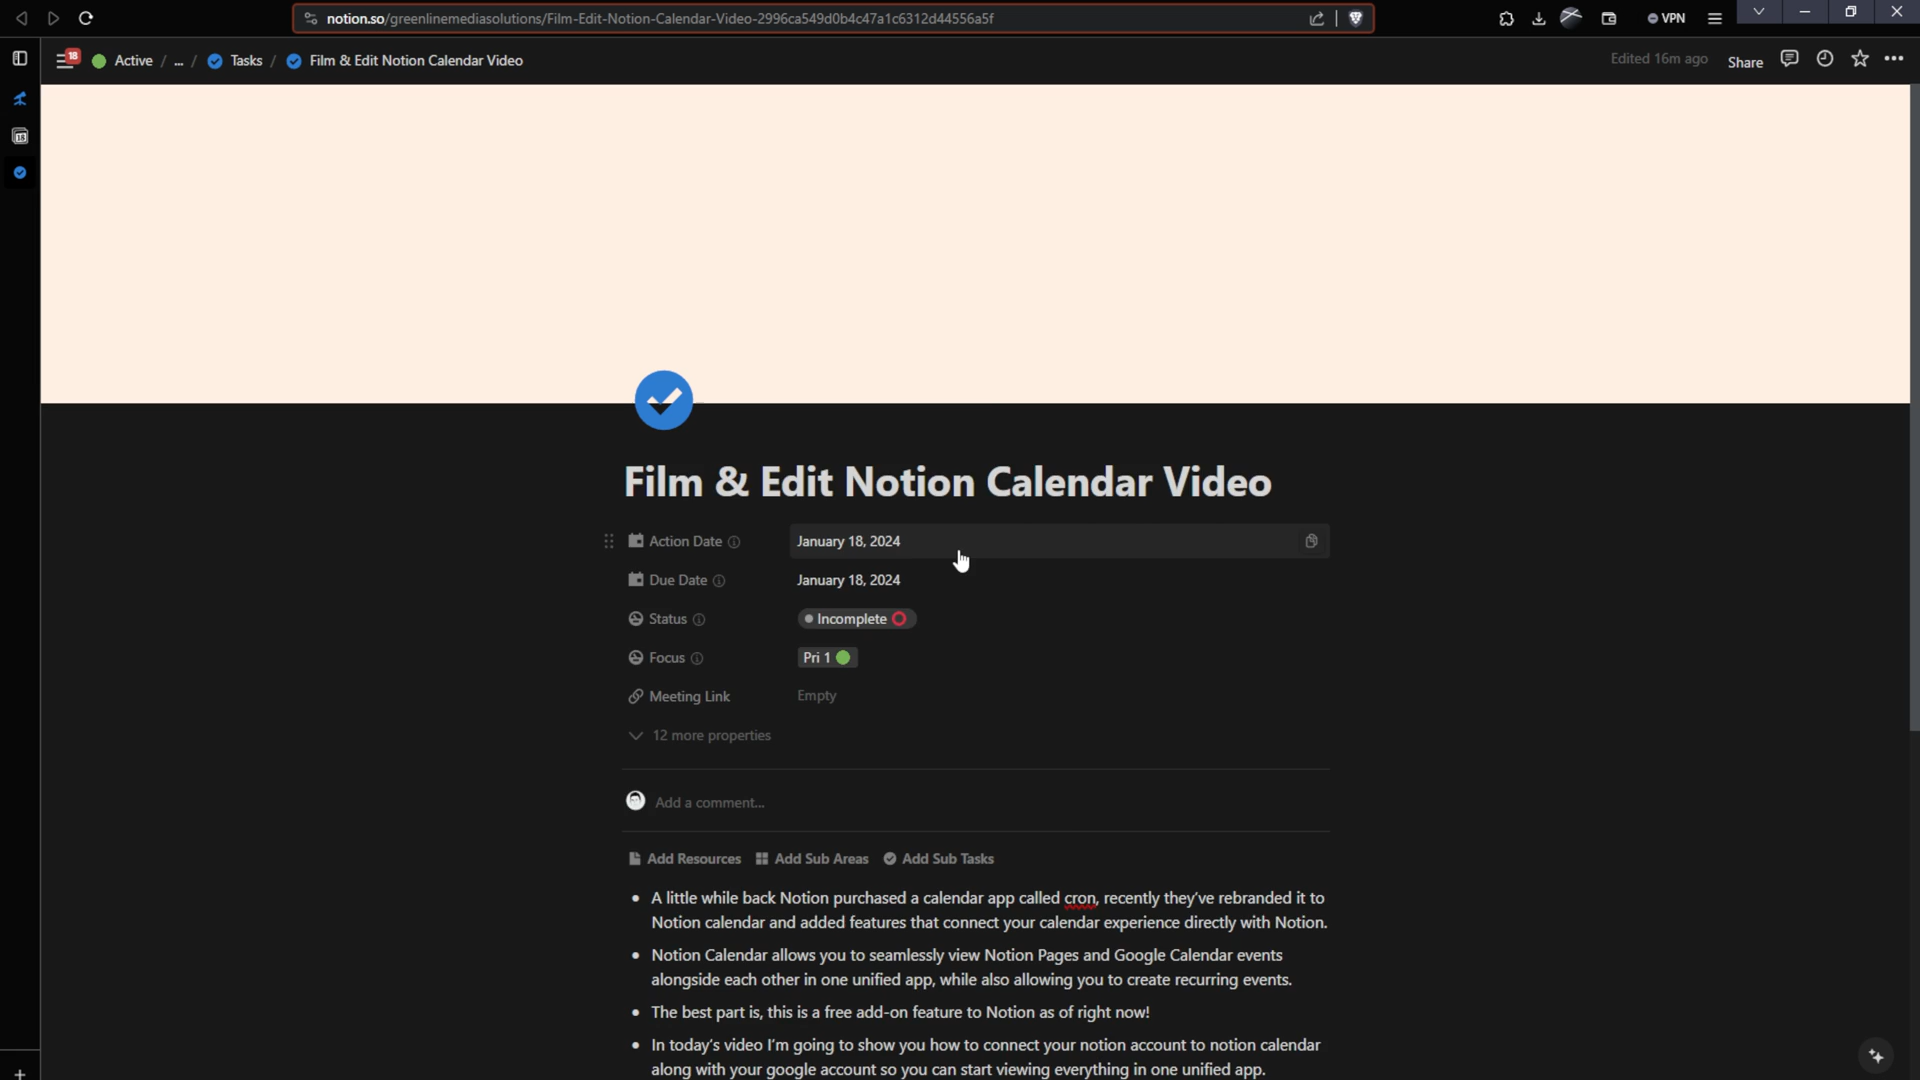 notion.so/greenlinemediasolutions/Film-Edit-Notion-Calendar-Video-2996ca549d0b4c47a1c6312d44556a5f
VPN
18
Active / ... / Tasks / Film & Edit Notion Calendar Video
Edited 16m ago
Share
Film & Edit Notion Calendar Video
Action Date
January 18, 2024
Due Date
January 18, 2024
Status
Incomplete
Focus
Pri 1
Meeting Link
Empty
12 more properties
Add a comment...
Add Resources
Add Sub Areas
Add Sub Tasks
• A little while back Notion purchased a calendar app called cron, recently they've rebranded it to
Notion calendar and added features that connect your calendar experience directly with Notion.
• Notion Calendar allows you to seamlessly view Notion Pages and Google Calendar events
alongside each other in one unified app, while also allowing you to create recurring events.
• The best part is, this is a free add-on feature to Notion as of right now!
• In today's video I'm going to show you how to connect your notion account to notion calendar
along with your google account so you can start viewing everything in one unified app.